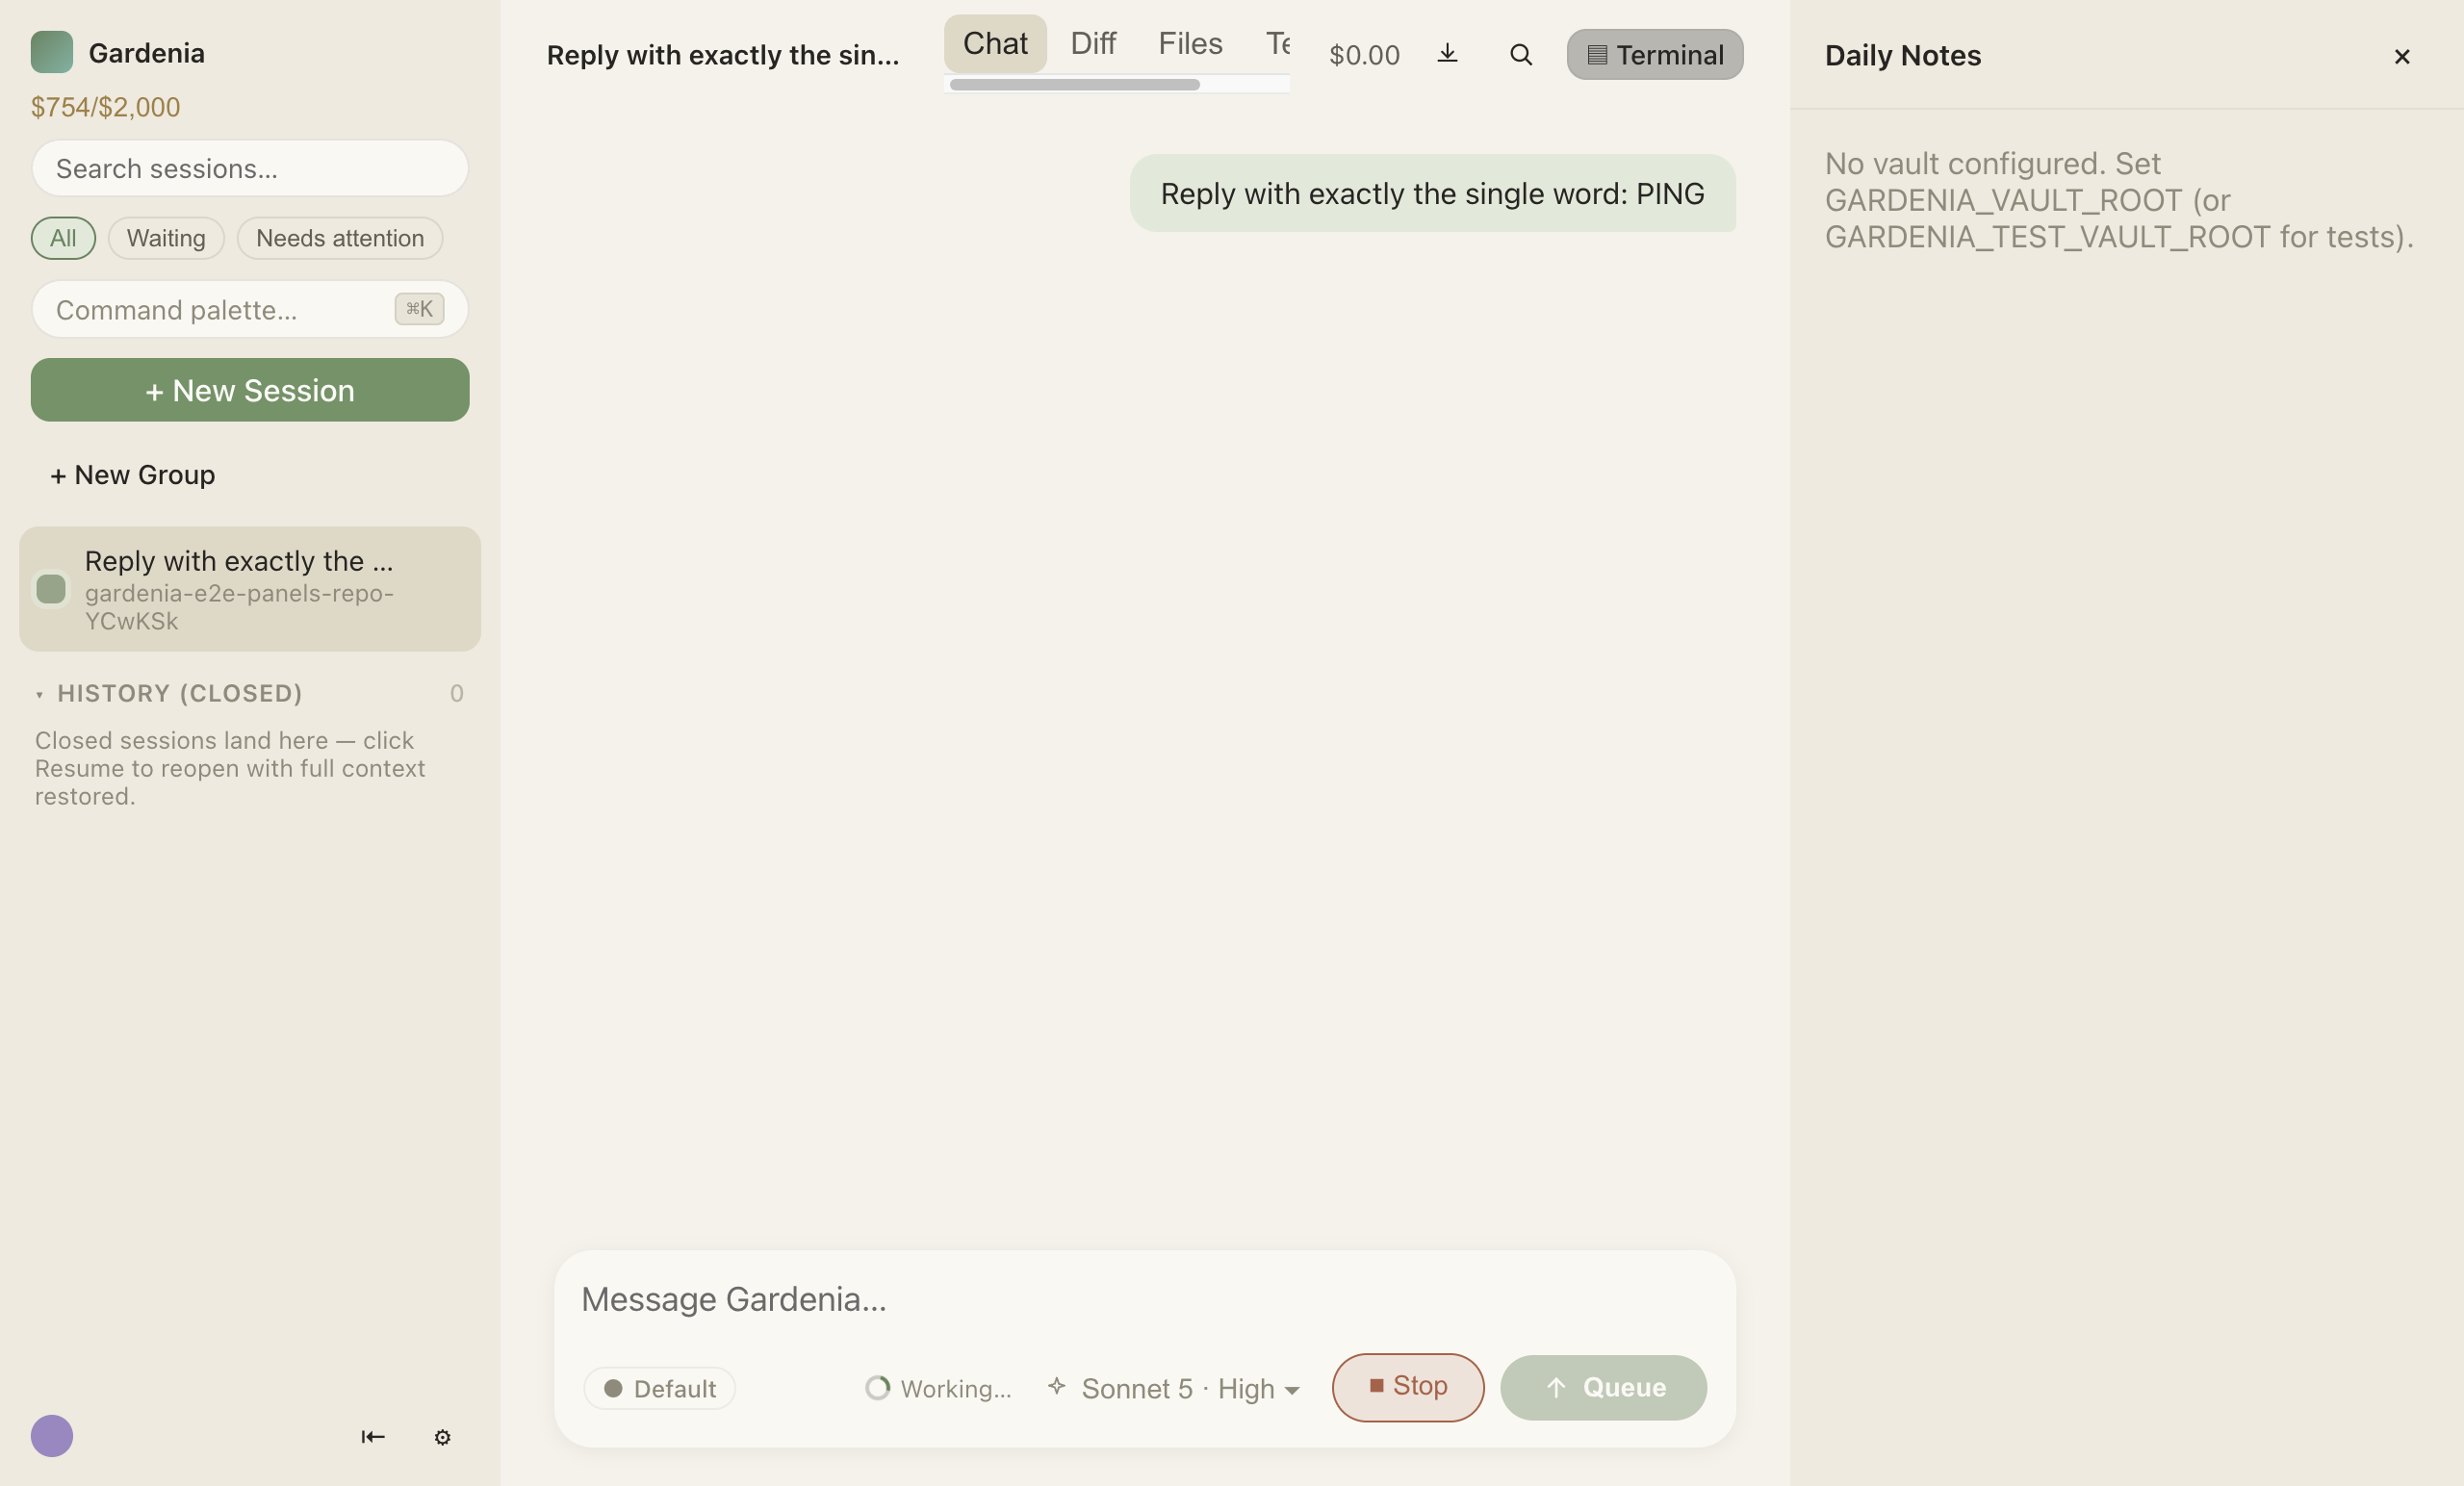 Gardenia
$754/$2,000
Search sessions...
All
Waiting
Needs attention
Command palette...
⌘K
+ New Session
+ New Group
Reply with exactly the ...
gardenia-e2e-panels-repo-
YCwKSk
▾ HISTORY (CLOSED)
0
Closed sessions land here — click
Resume to reopen with full context
restored.
Reply with exactly the sin...
Chat
Diff
Files
Te
$0.00
Terminal
Reply with exactly the single word: PING
Message Gardenia...
Default
Working...
Sonnet 5 · High
Stop
Queue
Daily Notes
×
No vault configured. Set
GARDENIA_VAULT_ROOT (or
GARDENIA_TEST_VAULT_ROOT for tests).